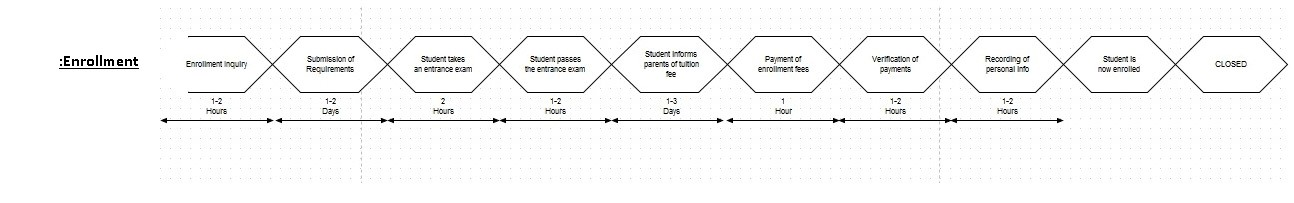 :Enrollment
Enrollment Inquiry
Submission of
Requirements
Student takes
an entrance exam
Student passes
the entrance exam
Student informs
parents of tuition
fee
Payment of
enrollment fees
Verification of
payments
Recording of
personal info
Student is
now enrolled
CLOSED
1-2
Hours
1-2
Days
2
Hours
1-2
Hours
1-3
Days
1
Hour
1-2
Hours
1-2
Hours